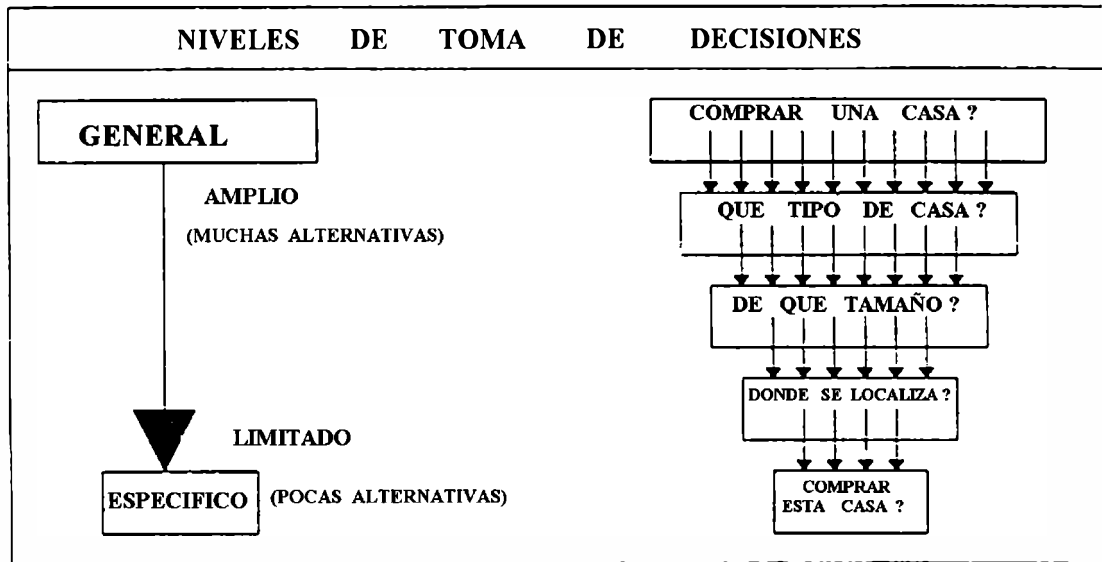 NIVELES DE TOMA DE DECISIONES
GENERAL
AMPLIO
(MUCHAS ALTERNATIVAS)
LIMITADO
ESPECIFICO
(POCAS ALTERNATIVAS)
COMPRAR UNA CASA ?
QUE TIPO DE CASA ?
DE QUE TAMAÑO ?
DONDE SE LOCALIZA ?
COMPRAR
ESTA CASA ?